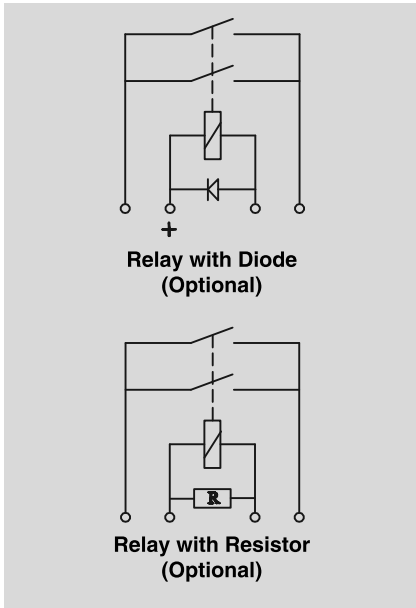 +
Relay with Diode
(Optional)
R
Relay with Resistor
(Optional)